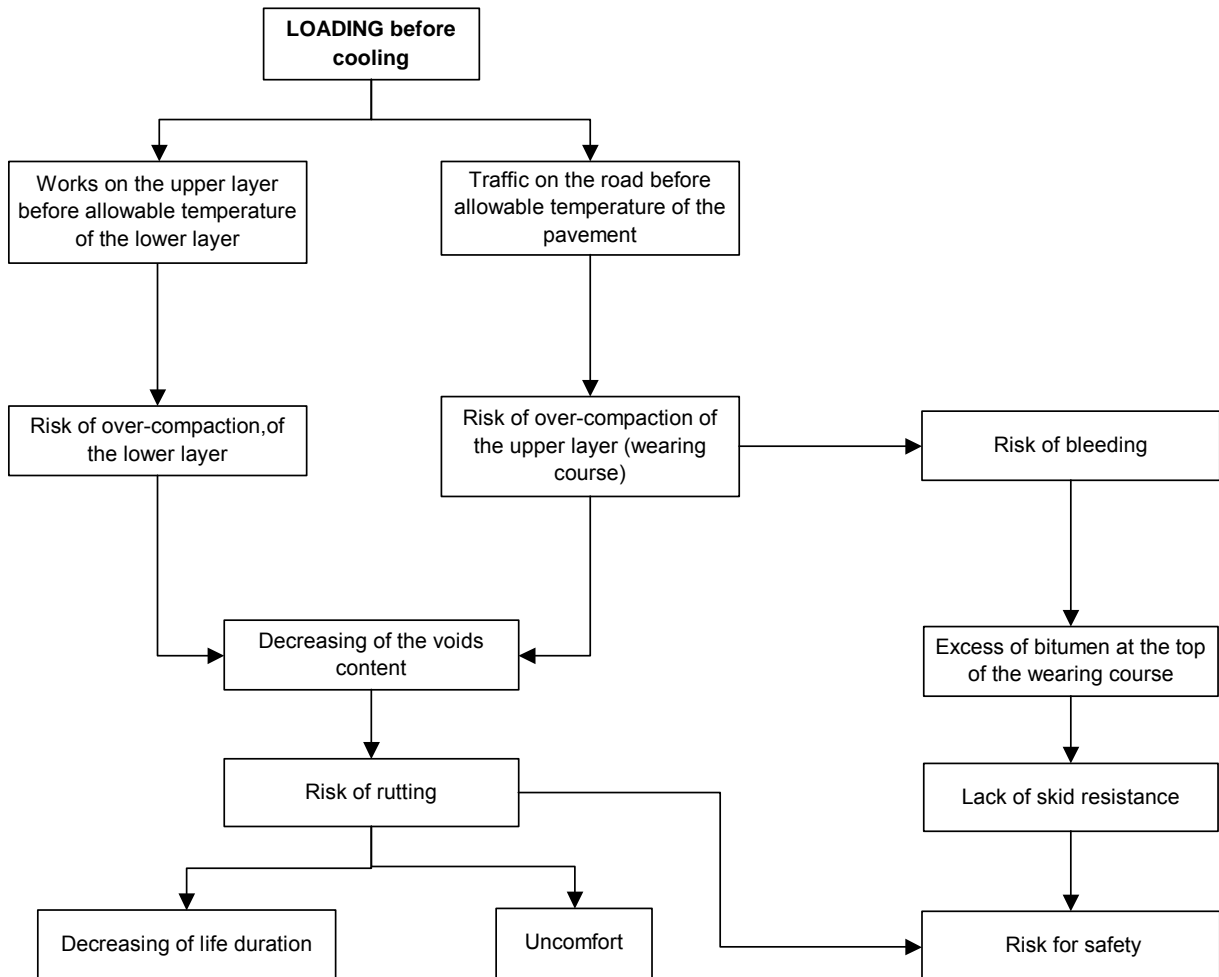 LOADING before
cooling
Works on the upper layer
before allowable temperature
of the lower layer
Traffic on the road before
allowable temperature of the
pavement
Risk of over-compaction,of
the lower layer
Risk of over-compaction of
the upper layer (wearing
course)
Risk of bleeding
Decreasing of the voids
content
Excess of bitumen at the top
of the wearing course
Risk of rutting
Lack of skid resistance
Decreasing of life duration
Uncomfort
Risk for safety